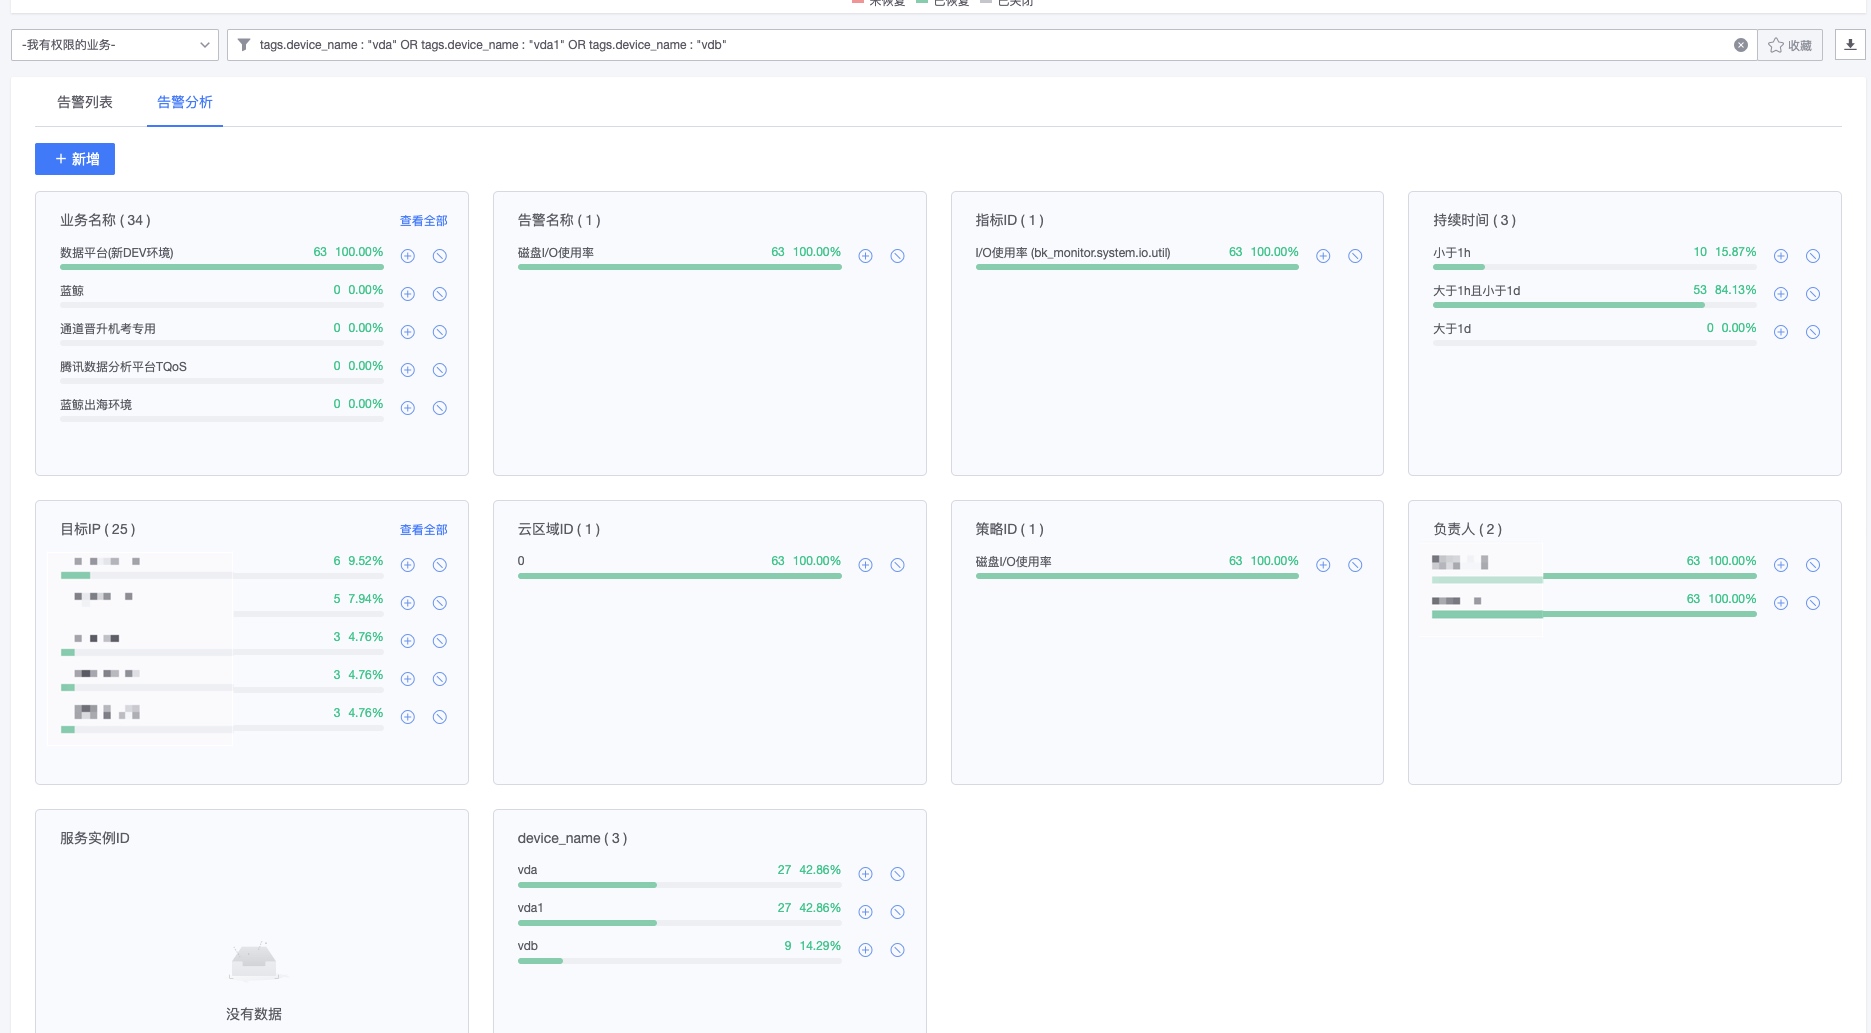 未恢复 已恢复 已关闭
-我有权限的业务- tags.device_name : "vda" OR tags.device_name : "vda1" OR tags.device_name : "vdb" 收藏
告警列表 告警分析
+ 新增
业务名称 ( 34 ) 查看全部
数据平台(新DEV环境) 63 100.00%
蓝鲸 0 0.00%
通道晋升机考专用 0 0.00%
腾讯数据分析平台TQoS 0 0.00%
蓝鲸出海环境 0 0.00%
告警名称 ( 1 )
磁盘I/O使用率 63 100.00%
指标ID ( 1 )
I/O使用率 (bk_monitor.system.io.util) 63 100.00%
持续时间 ( 3 )
小于1h 10 15.87%
大于1h且小于1d 53 84.13%
大于1d 0 0.00%
目标IP ( 25 ) 查看全部
6 9.52%
5 7.94%
3 4.76%
3 4.76%
3 4.76%
云区域ID ( 1 )
0 63 100.00%
策略ID ( 1 )
磁盘I/O使用率 63 100.00%
负责人 ( 2 )
63 100.00%
63 100.00%
服务实例ID
没有数据
device_name ( 3 )
vda 27 42.86%
vda1 27 42.86%
vdb 9 14.29%